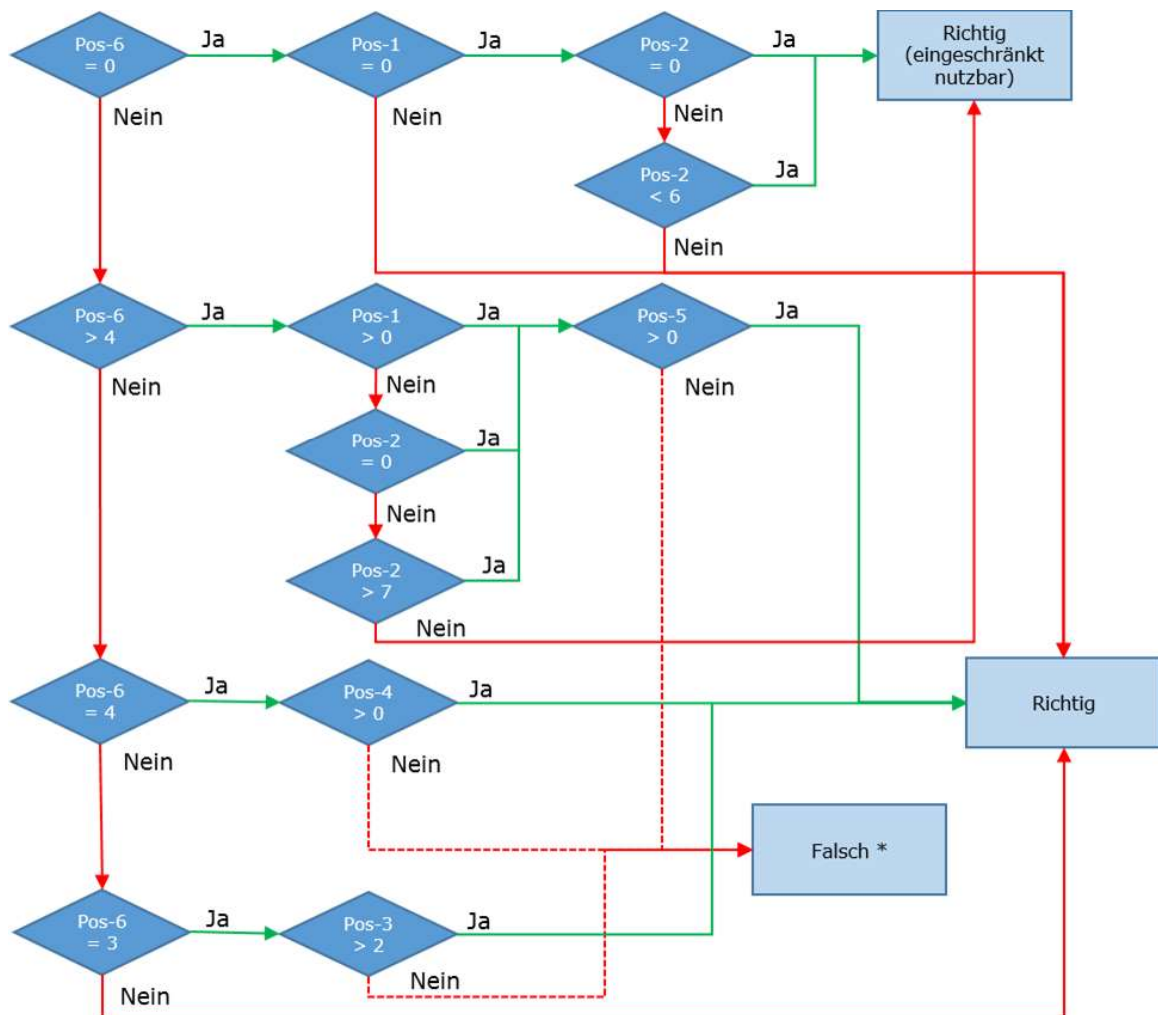 Pos-6
= 0
Ja
Pos-1
= 0
Ja
Pos-2
= 0
Ja
Richtig
(eingeschränkt
nutzbar)
Nein
Nein
Nein
Pos-2
< 6
Ja
Nein
Pos-6
> 4
Ja
Pos-1
> 0
Ja
Pos-5
> 0
Ja
Nein
Nein
Nein
Pos-2
= 0
Ja
Nein
Pos-2
> 7
Ja
Nein
Pos-6
= 4
Ja
Pos-4
> 0
Ja
Richtig
Nein
Nein
Falsch *
Pos-6
= 3
Ja
Pos-3
> 2
Ja
Nein
Nein